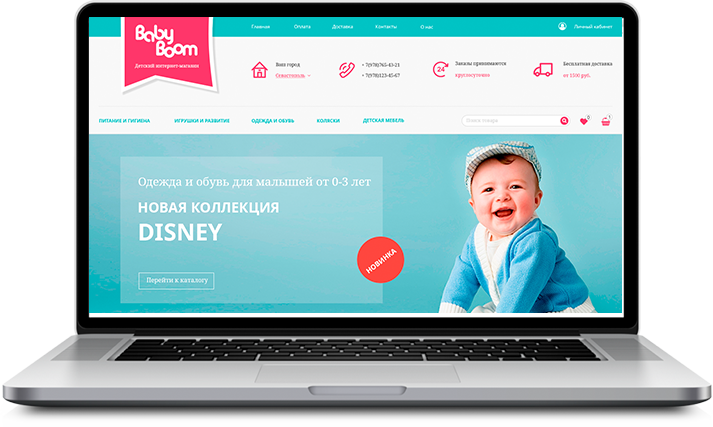 Baby
Boom
Детский интернет-магазин
Главная Оплата Доставка Контакты О нас Личный кабинет
Ваш город
Севастополь
+ 7(978)765-43-21
+ 7(978)123-45-67
24
Заказы принимаются
круглосуточно
Бесплатная доставка
от 1500 руб.
ПИТАНИЕ И ГИГИЕНА ИГРУШКИ И РАЗВИТИЕ ОДЕЖДА И ОБУВЬ КОЛЯСКИ ДЕТСКАЯ МЕБЕЛЬ
Поиск товара
0
1
Одежда и обувь для малышей от 0-3 лет
НОВАЯ КОЛЛЕКЦИЯ
DISNEY
НОВИНКА
Перейти к каталогу